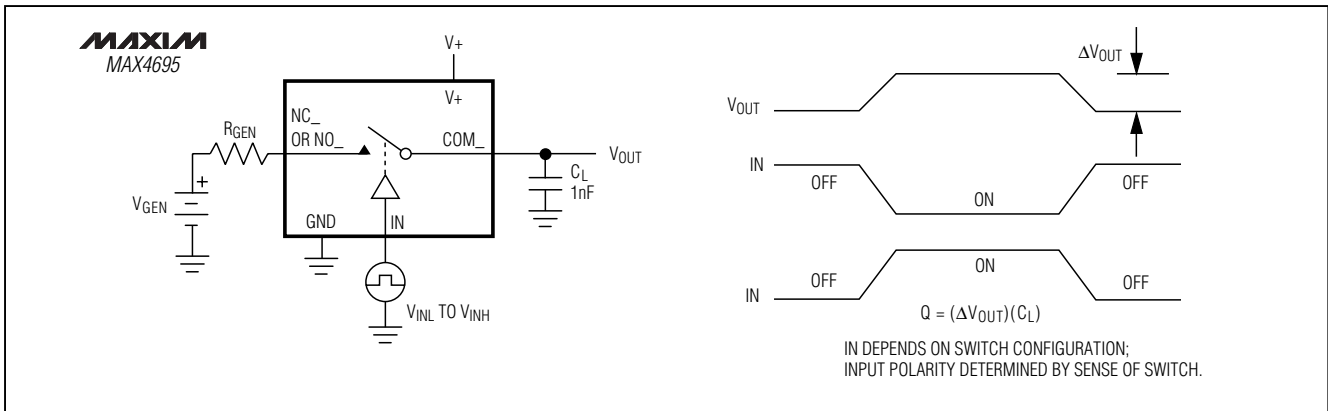 MAXIM
MAX4695
V+
V+
NC_
OR NO_
COM_
RGEN
VGEN
+
GND
IN
CL
1nF
VOUT
VINL TO VINH
ΔVOUT
VOUT
IN
OFF
ON
OFF
IN
OFF
ON
OFF
Q = (ΔVOUT)(CL)
IN DEPENDS ON SWITCH CONFIGURATION;
INPUT POLARITY DETERMINED BY SENSE OF SWITCH.